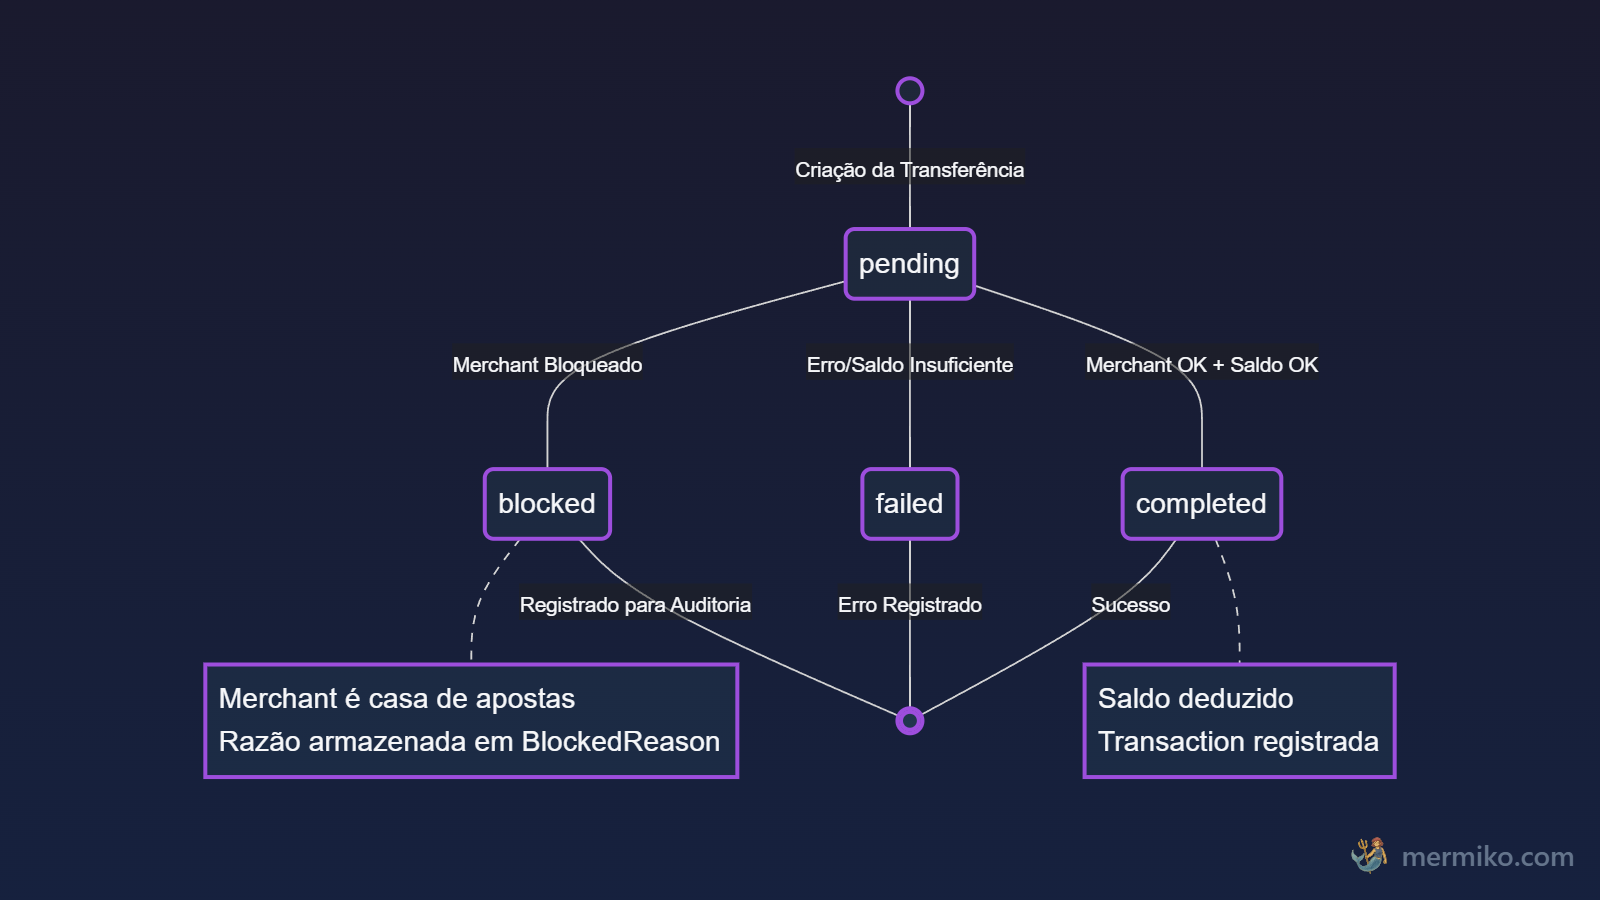 Criação da Transferência
pending
Merchant Bloqueado
Erro/Saldo Insuficiente
Merchant OK + Saldo OK
blocked
failed
completed
Registrado para Auditoria
Erro Registrado
Sucesso
Merchant é casa de apostas
Razão armazenada em BlockedReason
Saldo deduzido
Transaction registrada
mermiko.com